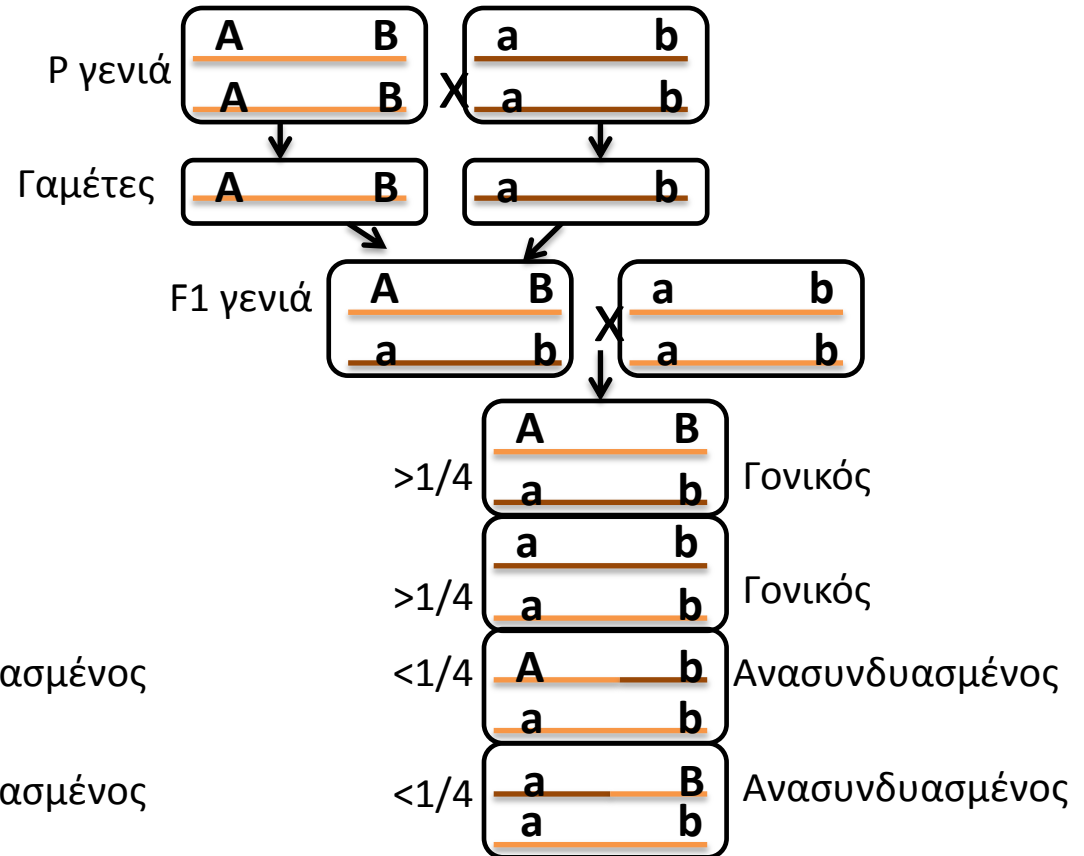 A B a b
P γενιά
A B X a b
Γαμέτες A B a b
F1 γενιά A B a b
X
a b a b
A B
>1/4 Γονικός
a b
a b
>1/4 Γονικός
a b
ασμένος <1/4 A b Ανασυνδυασμένος
a b
ασμένος <1/4 a B Ανασυνδυασμένος
a b